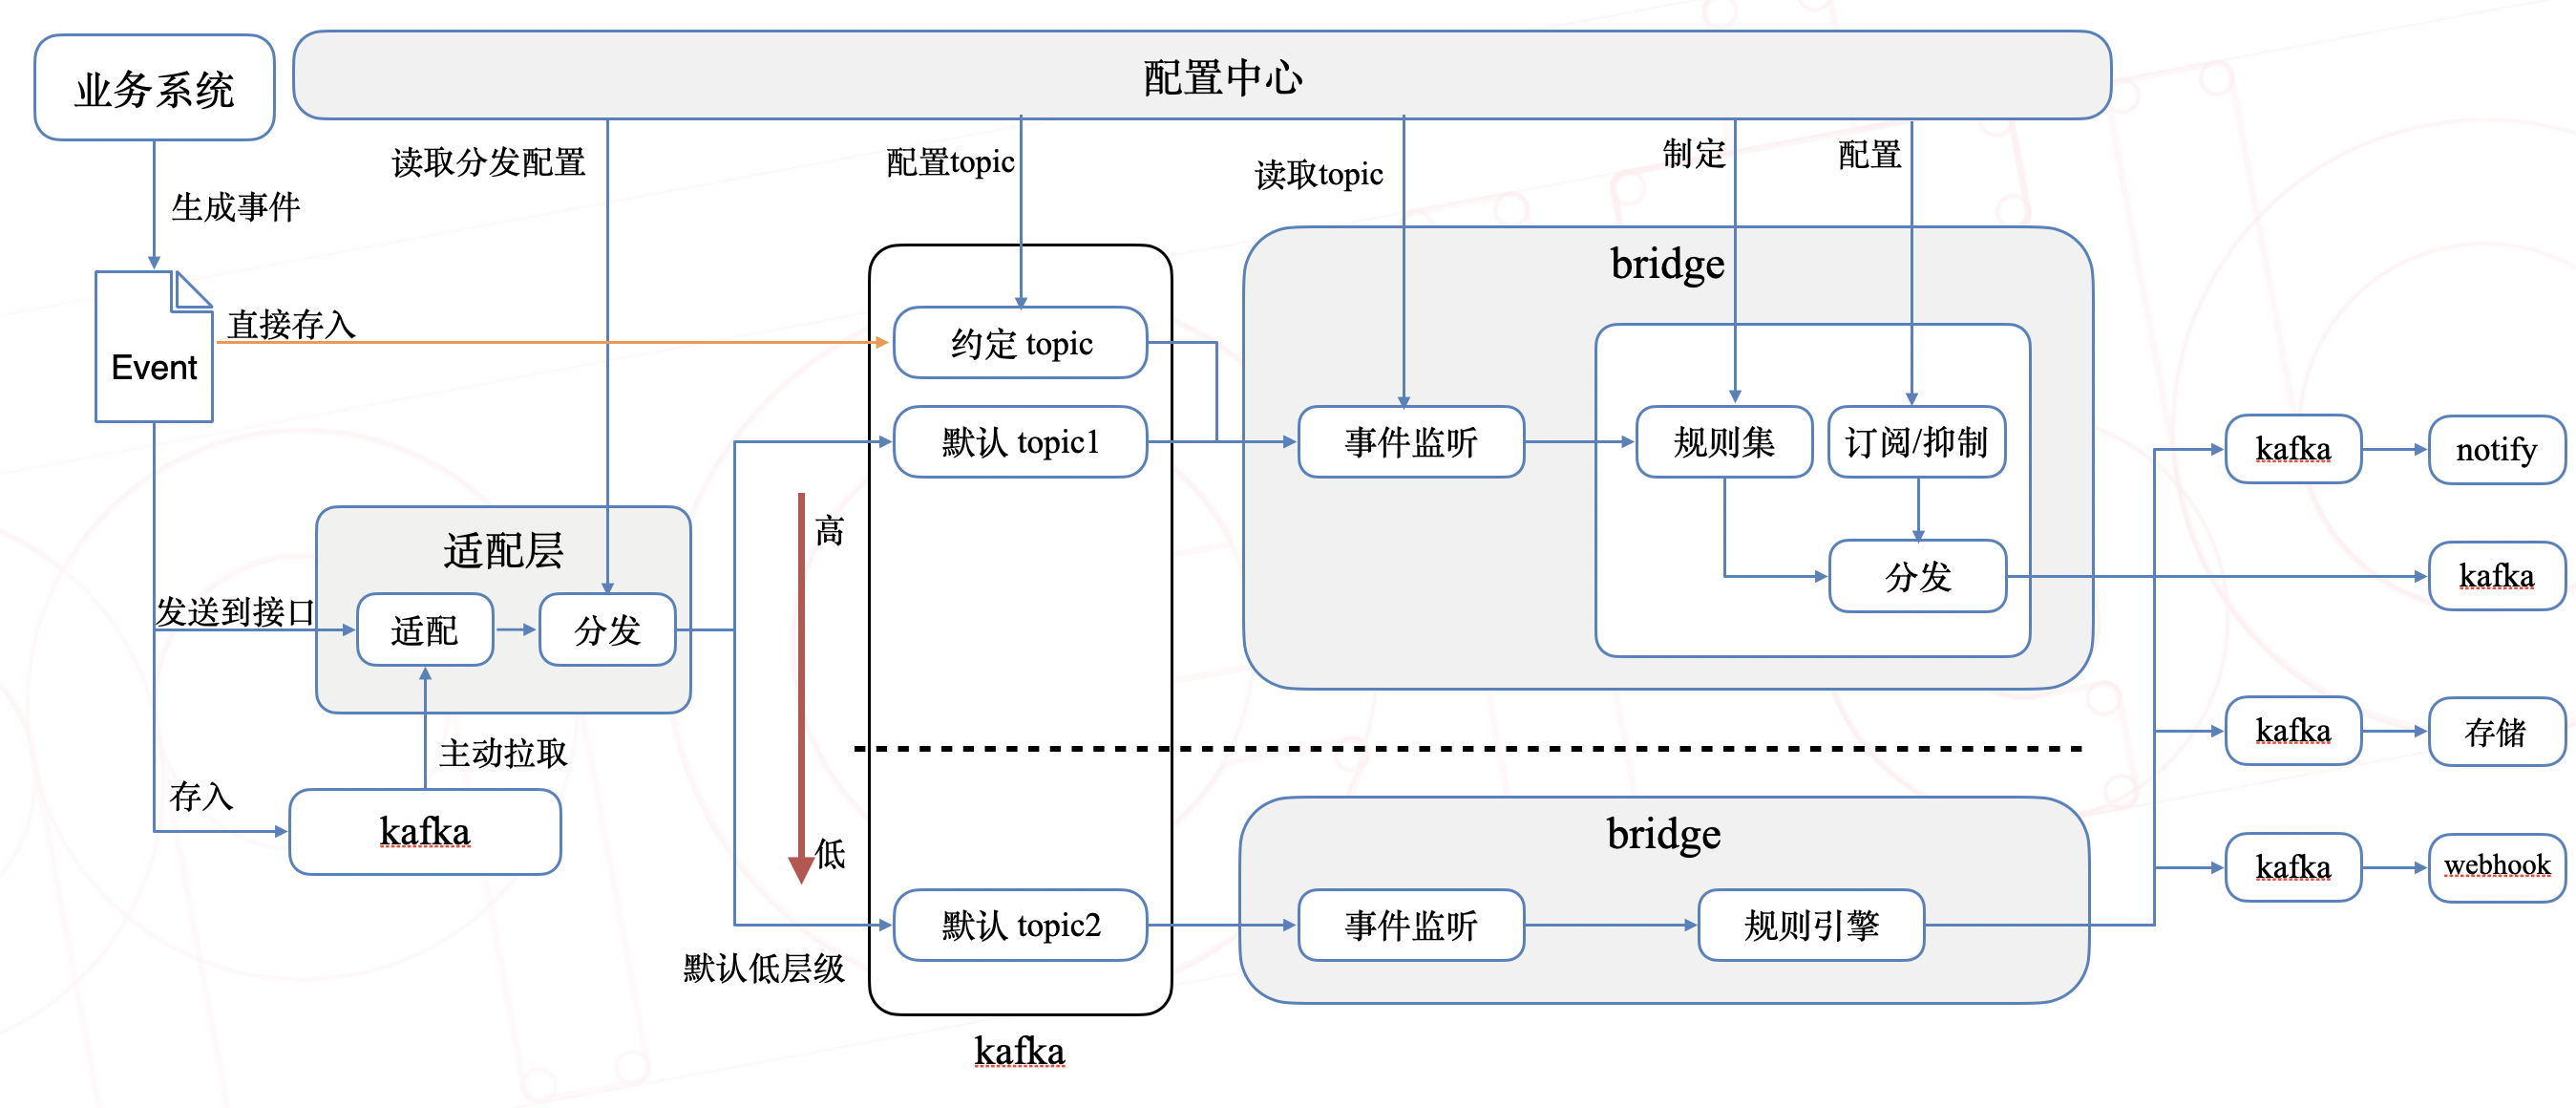 业务系统
配置中心
读取分发配置
配置topic
读取topic
制定
配置
生成事件
bridge
直接存入
Event
约定 topic
默认 topic1
事件监听
规则集
订阅/抑制
kafka
notify
高
适配层
分发
kafka
发送到接口
适配
分发
主动拉取
kafka
存储
存入
kafka
低
bridge
kafka
webhook
默认 topic2
事件监听
规则引擎
默认低层级
kafka